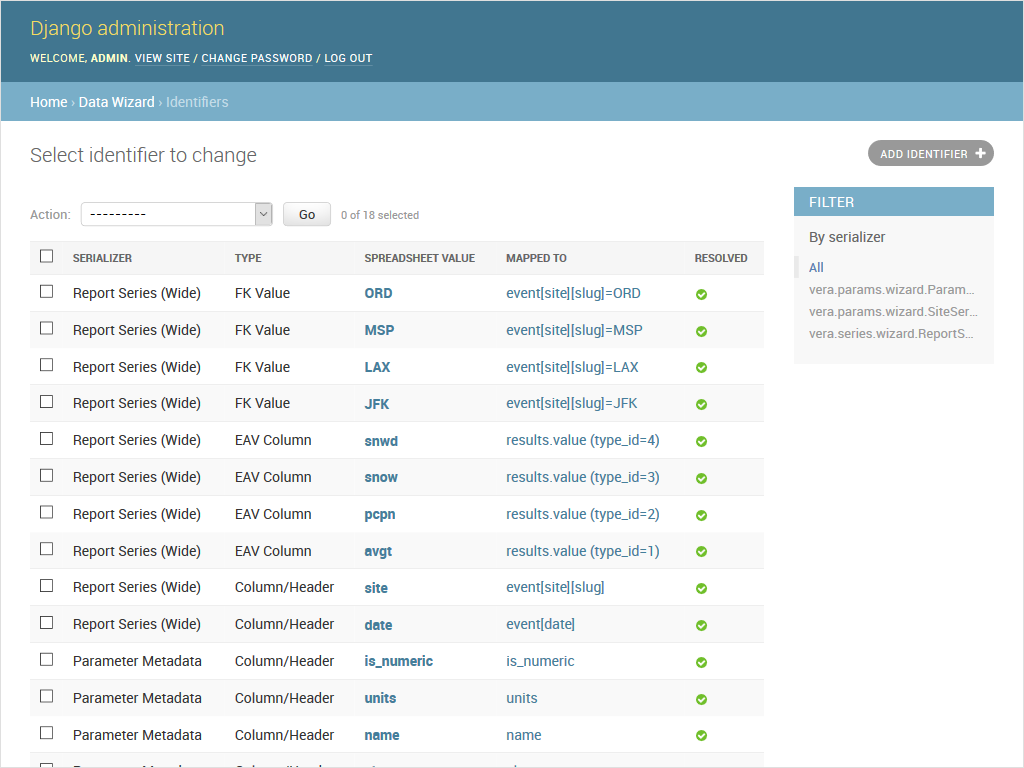 Django administration
WELCOME, ADMIN. VIEW SITE / CHANGE PASSWORD / LOG OUT
Home › Data Wizard › Identifiers
Select identifier to change
ADD IDENTIFIER +
Action: --------- Go 0 of 18 selected
SERIALIZER TYPE SPREADSHEET VALUE MAPPED TO RESOLVED
Report Series (Wide) FK Value ORD event[site][slug]=ORD
Report Series (Wide) FK Value MSP event[site][slug]=MSP
Report Series (Wide) FK Value LAX event[site][slug]=LAX
Report Series (Wide) FK Value JFK event[site][slug]=JFK
Report Series (Wide) EAV Column snwd results.value (type_id=4)
Report Series (Wide) EAV Column snow results.value (type_id=3)
Report Series (Wide) EAV Column pcpn results.value (type_id=2)
Report Series (Wide) EAV Column avgt results.value (type_id=1)
Report Series (Wide) Column/Header site event[site][slug]
Report Series (Wide) Column/Header date event[date]
Parameter Metadata Column/Header is_numeric is_numeric
Parameter Metadata Column/Header units units
Parameter Metadata Column/Header name name
FILTER
By serializer
All
vera.params.wizard.Param...
vera.params.wizard.SiteSer...
vera.series.wizard.ReportS...